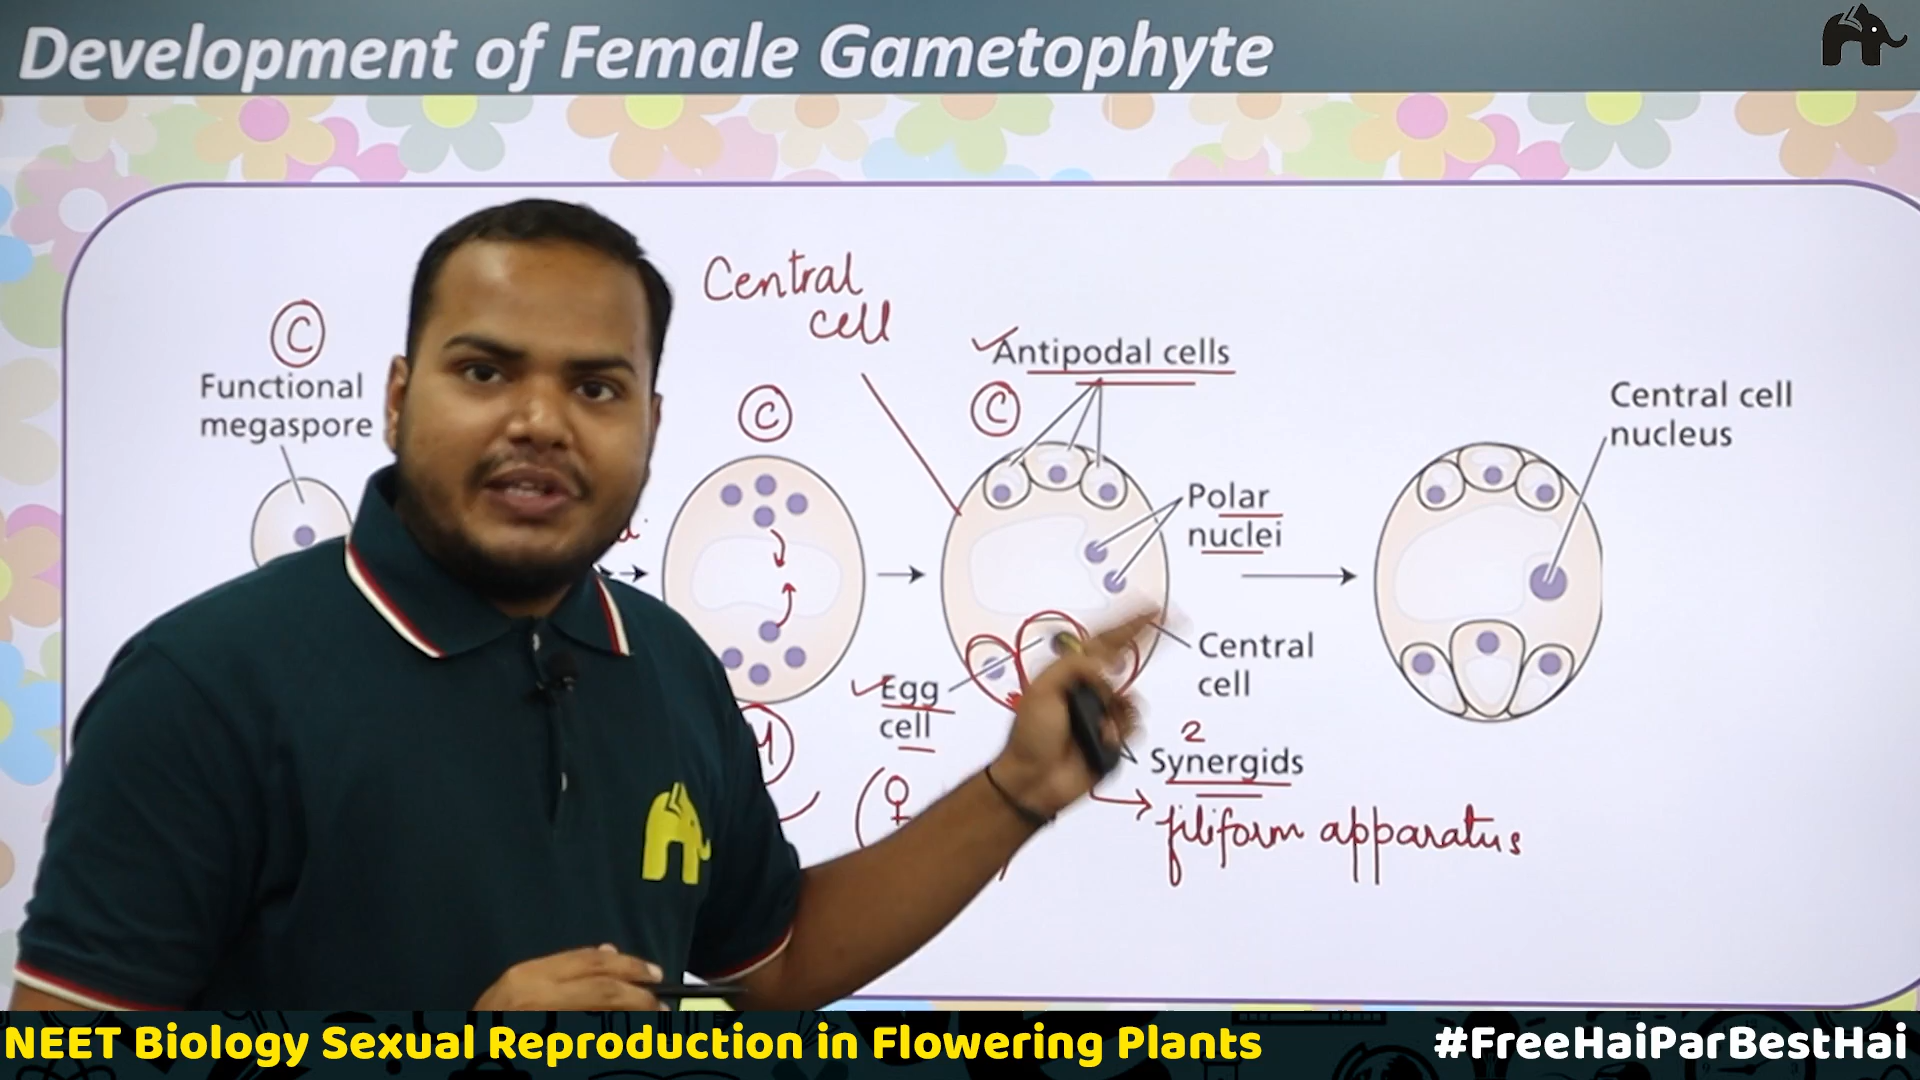 Development of Female Gametophyte
Central
cell
C
Functional
megaspore
C
Antipodal cells
C
Polar
nuclei
Central cell
nucleus
Egg
cell
Central
cell
2
Synergids
filiform apparatus
M
♀
NEET Biology Sexual Reproduction in Flowering Plants
#FreeHaiParBestHai